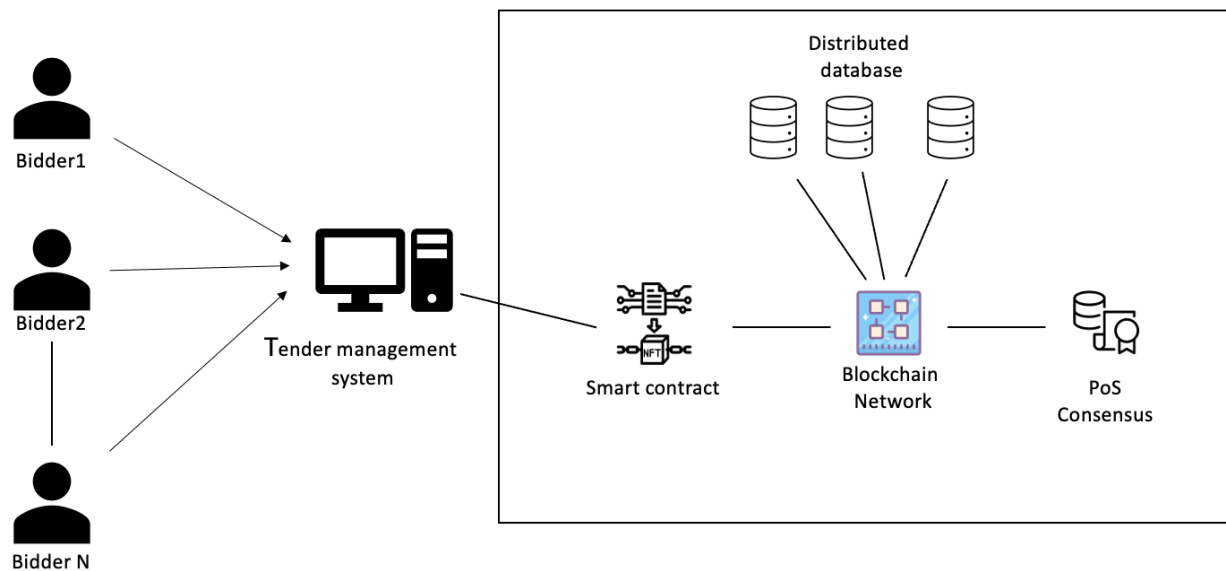 Distributed
database
Bidder1
Bidder2
Tender management
system
NFT
Smart contract
Blockchain
Network
PoS
Consensus
Bidder N